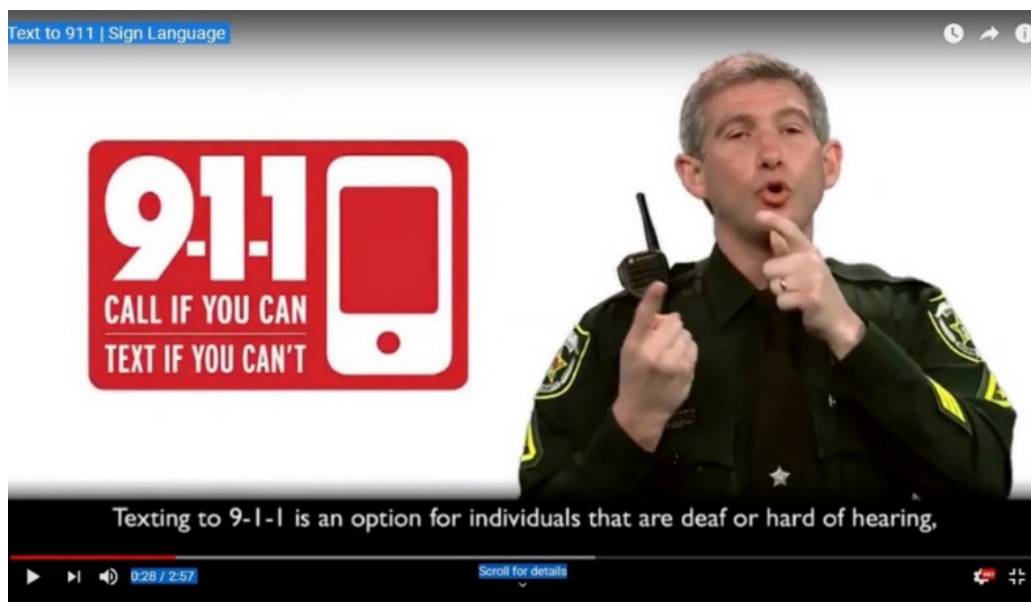 Text to 911 | Sign Language
9-1-1
CALL IF YOU CAN
TEXT IF YOU CAN'T
Texting to 9-1-1 is an option for individuals that are deaf or hard of hearing,
0:28 / 2:57
Scroll for details
HD